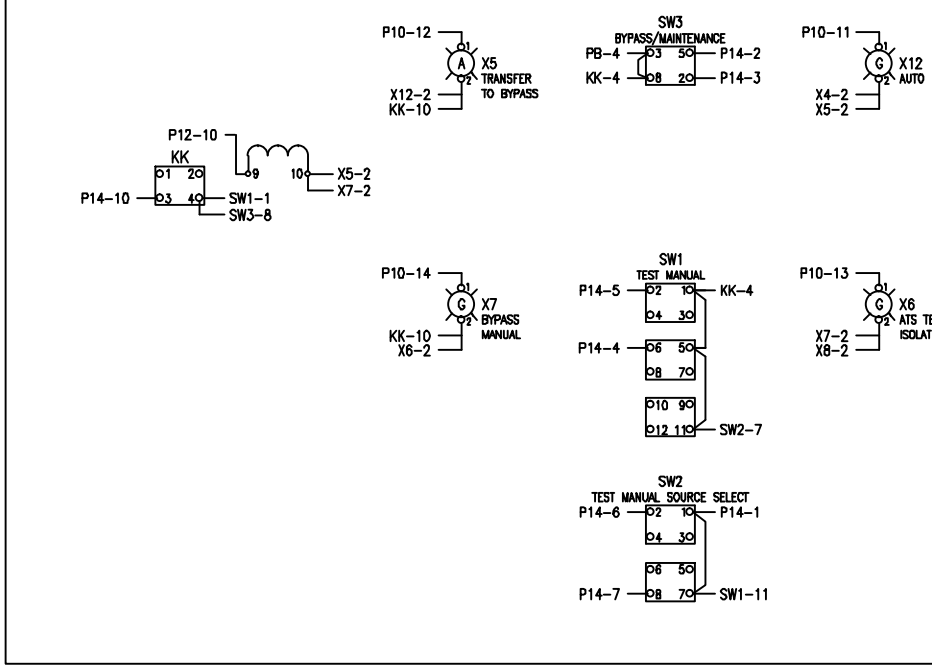 P10-12
1
A
X5
2
TRANSFER
TO BYPASS
X12-2
KK-10
SW3
BYPASS/MAINTENANCE
PB-4 3 5 P14-2
KK-4 8 2 P14-3
P10-11
1
G
X12
2
AUTO
X4-2
X5-2
P12-10
KK
1 2
9 10 X5-2
X7-2
P14-10 3 4 SW1-1
SW3-8
P10-14
1
G
X7
2
BYPASS
MANUAL
KK-10
X6-2
SW1
TEST MANUAL
P14-5 2 1 KK-4
4 3
P14-4 6 5
8 7
10 9
12 11 SW2-7
P10-13
1
G
X6
2
ATS TE
ISOLAT
X7-2
X8-2
SW2
TEST MANUAL SOURCE SELECT
P14-6 2 1 P14-1
4 3
6 5
P14-7 8 7 SW1-11